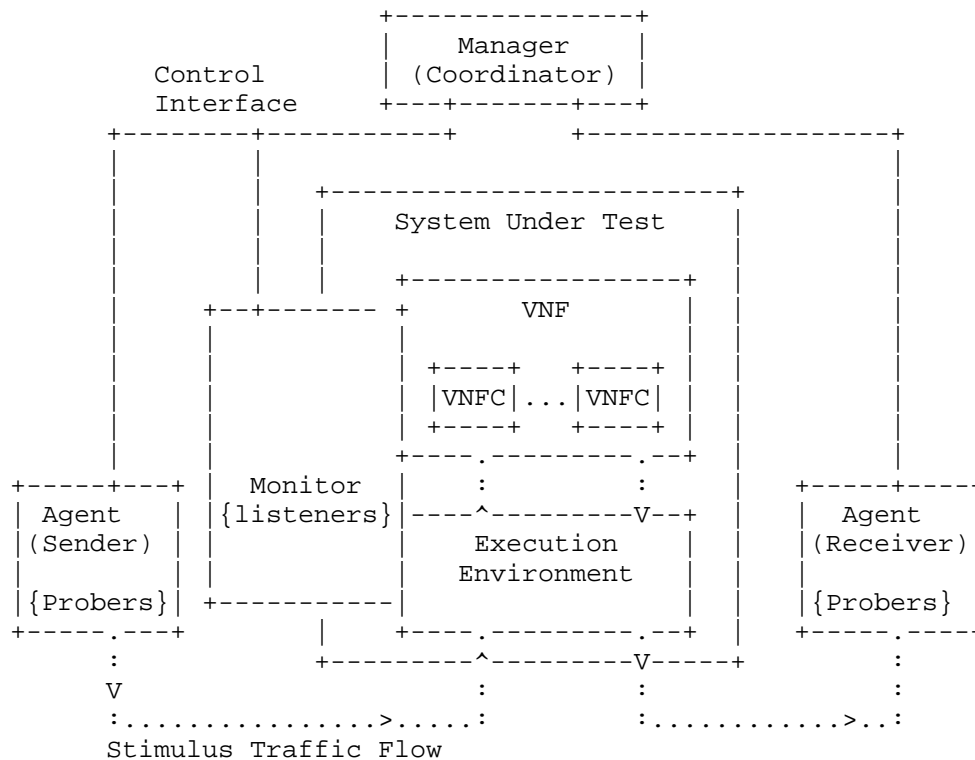 Manager
(Coordinator)
Control
Interface
System Under Test
VNF
VNFC ... VNFC
Monitor
{listeners}
Agent
(Sender)
{Probers}
Execution
Environment
Agent
(Receiver)
{Probers}
Stimulus Traffic Flow